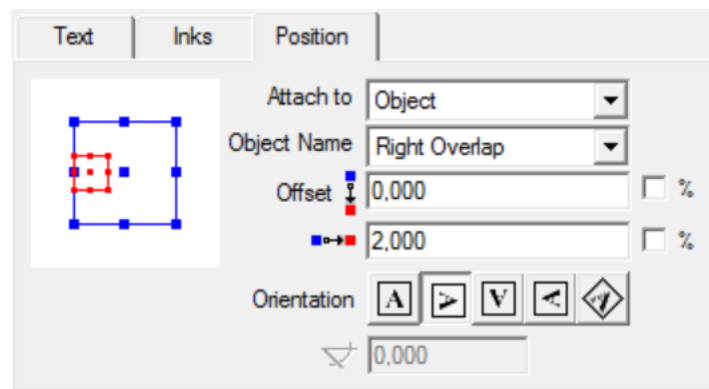 Text Inks Position
Attach to Object
Object Name Right Overlap
Offset 0,000 %
2,000 %
Orientation A A A A A
0,000